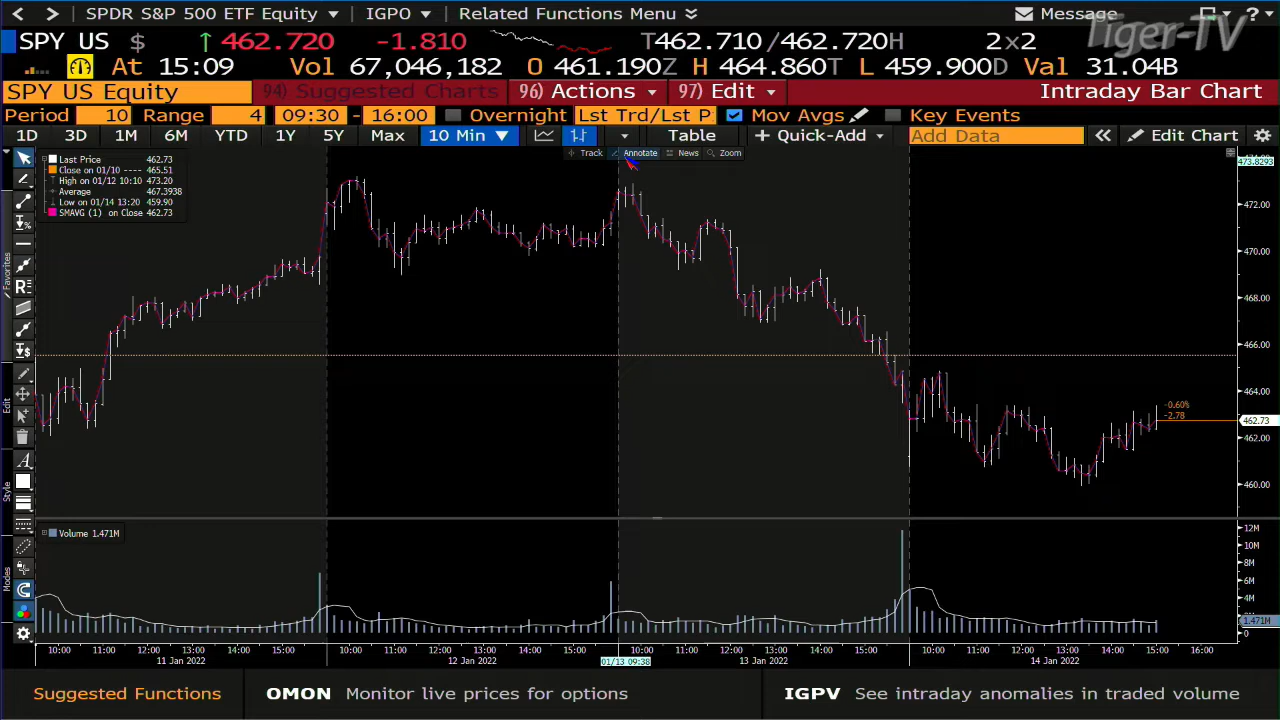 SPDR S&P 500 ETF Equity IGPO Related Functions Menu Message ?
Tiger-TV
SPY US $ ↑ 462.720 -1.810 T462.710/462.720H 2x2
At 15:09 Vol 67,046,182 O 461.190Z H 464.860T L 459.900D Val 31.04B
SPY US Equity 94) Suggested Charts 96) Actions 97) Edit Intraday Bar Chart
Period 10 Range 4 09:30 - 16:00 Overnight Lst Trd/Lst P Mov Avgs Key Events
1D 3D 1M 6M YTD 1Y 5Y Max 10 Min ▼ Table + Quick-Add Add Data « Edit Chart
Track Annotate News Zoom
Last Price 462.73
Close on 01/10 ---- 465.51
High on 01/12 10:10 473.20
Average 467.3938
Low on 01/14 13:20 459.90
SMAVG (1) on Close 462.73
473.8293
472.00
470.00
468.00
466.00
464.00
-0.60%
-2.78
462.73
462.00
460.00
Favorites
Edit
Style
Modes
Volume 1.471M
12M
10M
8M
6M
4M
1.471M
0
10:00 11:00 12:00 13:00 14:00 15:00 10:00 11:00 12:00 13:00 14:00 15:00 10:00 11:00 12:00 13:00 14:00 15:00 10:00 11:00 12:00 13:00 14:00 15:00 16:00
11 Jan 2022 12 Jan 2022 01/13 09:38 13 Jan 2022 14 Jan 2022
Suggested Functions OMON Monitor live prices for options IGPV See intraday anomalies in traded volume